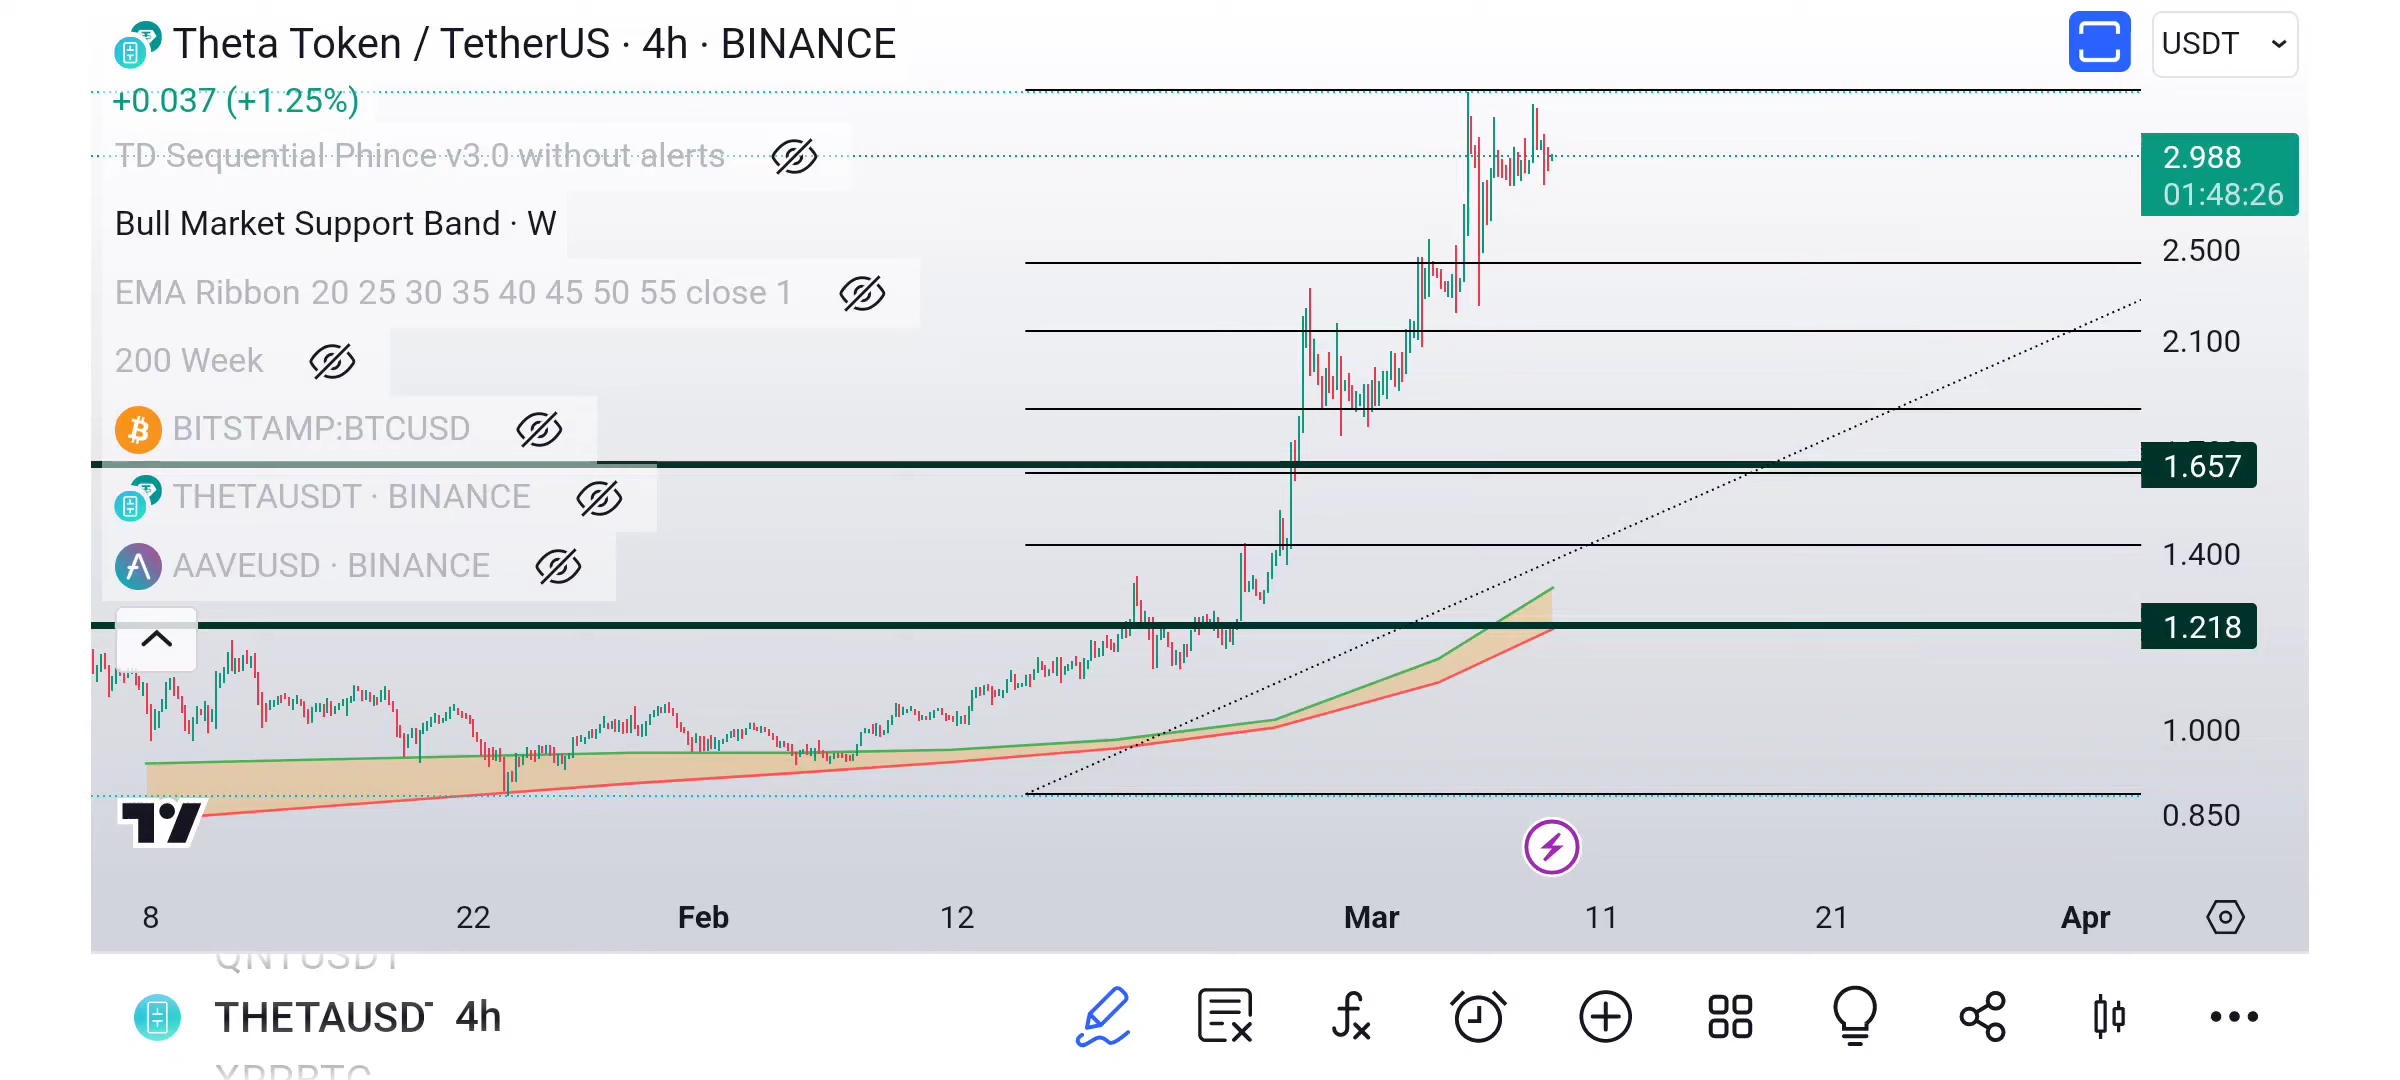 Theta Token / TetherUS · 4h · BINANCE
USDT
+0.037 (+1.25%)
TD Sequential Phince v3.0 without alerts
2.988
01:48:26
Bull Market Support Band · W
2.500
EMA Ribbon 20 25 30 35 40 45 50 55 close 1
2.100
200 Week
BITSTAMP:BTCUSD
1.657
THETAUSDT · BINANCE
1.400
AAVEUSD · BINANCE
1.218
1.000
0.850
8 22 Feb 12 Mar 11 21 Apr
QNTUSDT
THETAUSDT 4h
XRPBTC